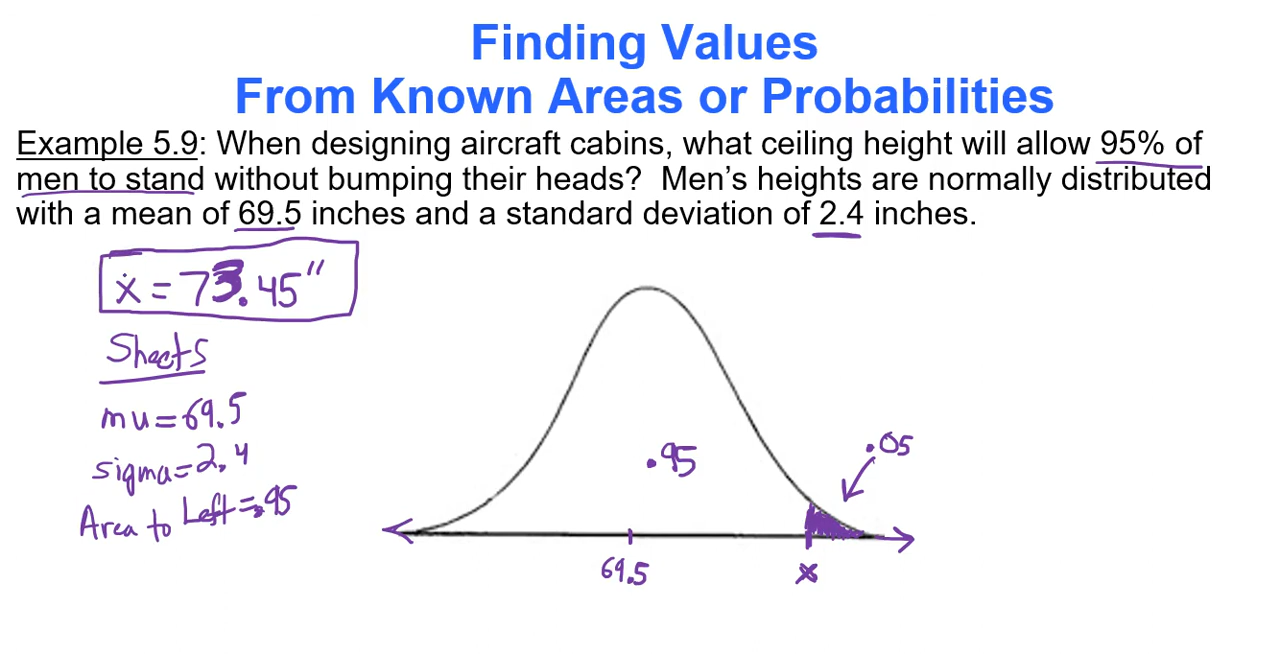 Finding Values
From Known Areas or Probabilities
Example 5.9: When designing aircraft cabins, what ceiling height will allow 95% of
men to stand without bumping their heads? Men's heights are normally distributed
with a mean of 69.5 inches and a standard deviation of 2.4 inches.
x = 73.45"
Sheets
mu = 69.5
sigma = 2.4
Area to Left = .95
.95
.05
69.5
x